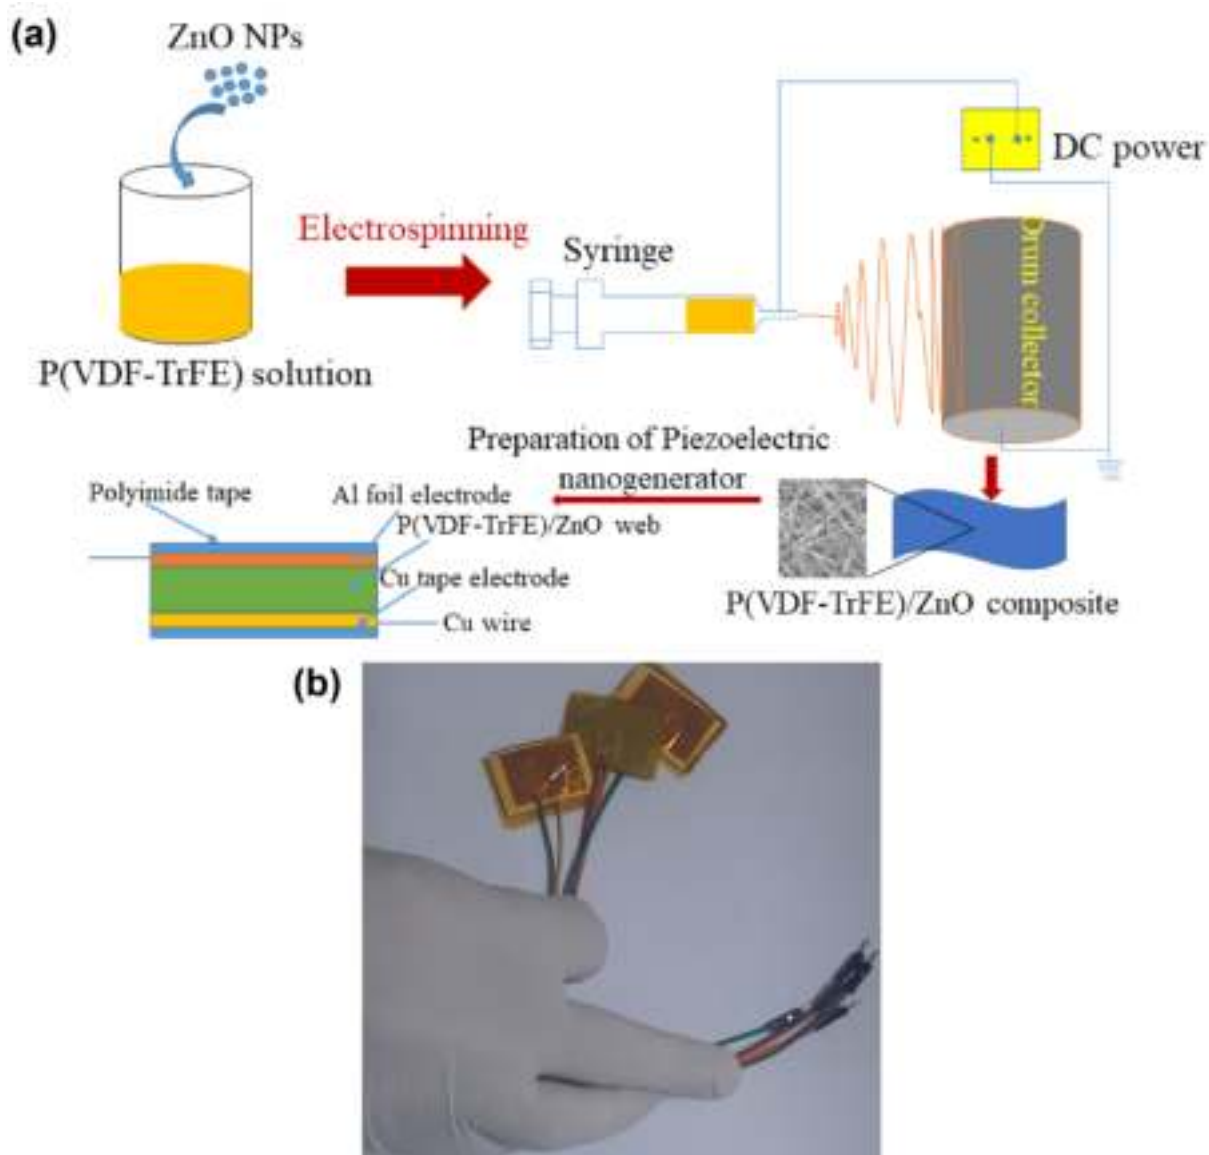 (a)
ZnO NPs
DC power
Electrospinning
Syringe
Drum collector
P(VDF-TrFE) solution
Preparation of Piezoelectric
nanogenerator
Polyimide tape
Al foil electrode
P(VDF-TrFE)/ZnO web
Cu tape electrode
Cu wire
P(VDF-TrFE)/ZnO composite
(b)